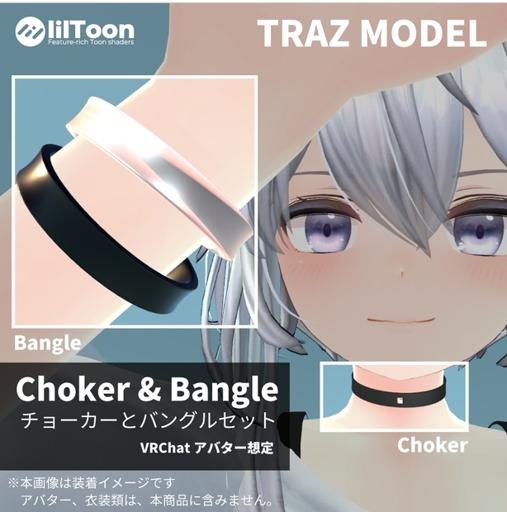 lilToon
Feature-rich Toon shaders
TRAZ MODEL
Bangle
Choker & Bangle
チョーカーとバングルセット
VRChat アバター想定
Choker
※本画像は装着イメージです
アバター、衣装類は、本商品に含みません。